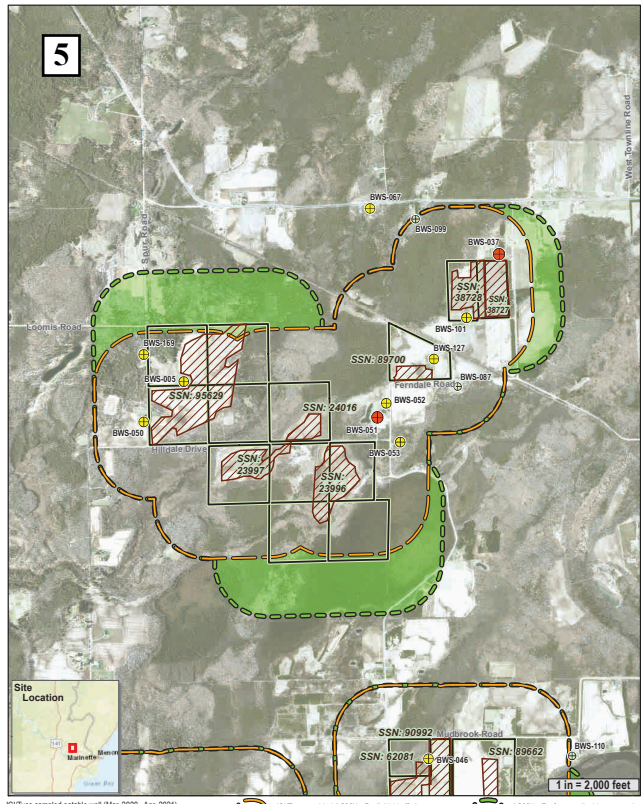 5
West Townline Road
BWS-067
BWS-099
Spur Road
BWS-037
SSN:
38728
SSN:
38727
Loomis Road
BWS-101
BWS-169
SSN: 89700
BWS-127
BWS-005
Ferndale Road
BWS-087
SSN: 95629
BWS-052
SSN: 24016
BWS-050
BWS-051
Hilldale Drive
BWS-053
SSN:
23997
SSN:
23996
Site
Location
141
Marinette
Menom
Green Bay
SSN: 90992
Mudbrook Road
SSN: 62081
SSN: 89662
BWS-046
BWS-110
1 in = 2,000 feet